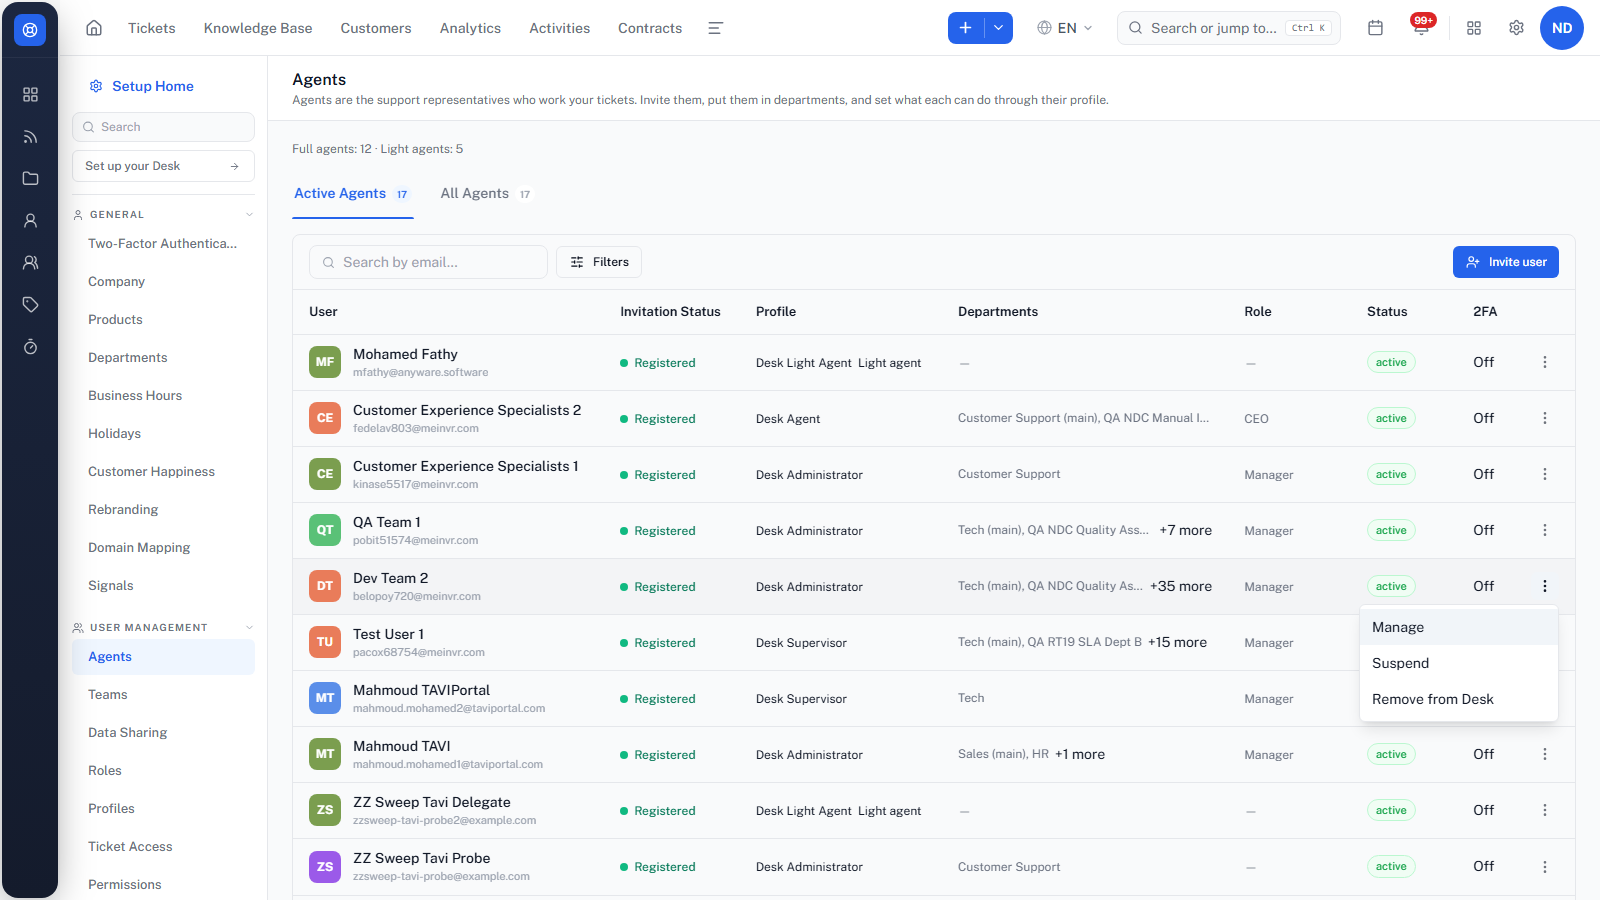 Tickets
Knowledge Base
Customers
Analytics
Activities
Contracts
EN
Search or jump to...
Ctrl K
99+
ND
Setup Home
Search
Set up your Desk
GENERAL
Two-Factor Authentica...
Company
Products
Departments
Business Hours
Holidays
Customer Happiness
Rebranding
Domain Mapping
Signals
USER MANAGEMENT
Agents
Teams
Data Sharing
Roles
Profiles
Ticket Access
Permissions
Agents
Agents are the support representatives who work your tickets. Invite them, put them in departments, and set what each can do through their profile.
Full agents: 12 · Light agents: 5
Active Agents 17
All Agents 17
Search by email...
Filters
Invite user
User Invitation Status Profile Departments Role Status 2FA
MF Mohamed Fathy Registered Desk Light Agent Light agent — — active Off
mfathy@anyware.software
CE Customer Experience Specialists 2 Registered Desk Agent Customer Support (main), QA NDC Manual I... CEO active Off
fedelav803@meinvr.com
CE Customer Experience Specialists 1 Registered Desk Administrator Customer Support Manager active Off
kinase5517@meinvr.com
QT QA Team 1 Registered Desk Administrator Tech (main), QA NDC Quality Ass... +7 more Manager active Off
pobit51574@meinvr.com
DT Dev Team 2 Registered Desk Administrator Tech (main), QA NDC Quality As... +35 more Manager active Off
belopoy720@meinvr.com
Manage
Suspend
Remove from Desk
TU Test User 1 Registered Desk Supervisor Tech (main), QA RT19 SLA Dept B +15 more Manager
pacox68754@meinvr.com
MT Mahmoud TAVIPortal Registered Desk Supervisor Tech Manager
mahmoud.mohamed2@taviportal.com
MT Mahmoud TAVI Registered Desk Administrator Sales (main), HR +1 more Manager active Off
mahmoud.mohamed1@taviportal.com
ZS ZZ Sweep Tavi Delegate Registered Desk Light Agent Light agent — — active Off
zzsweep-tavi-probe2@example.com
ZS ZZ Sweep Tavi Probe Registered Desk Administrator Customer Support — active Off
zzsweep-tavi-probe@example.com